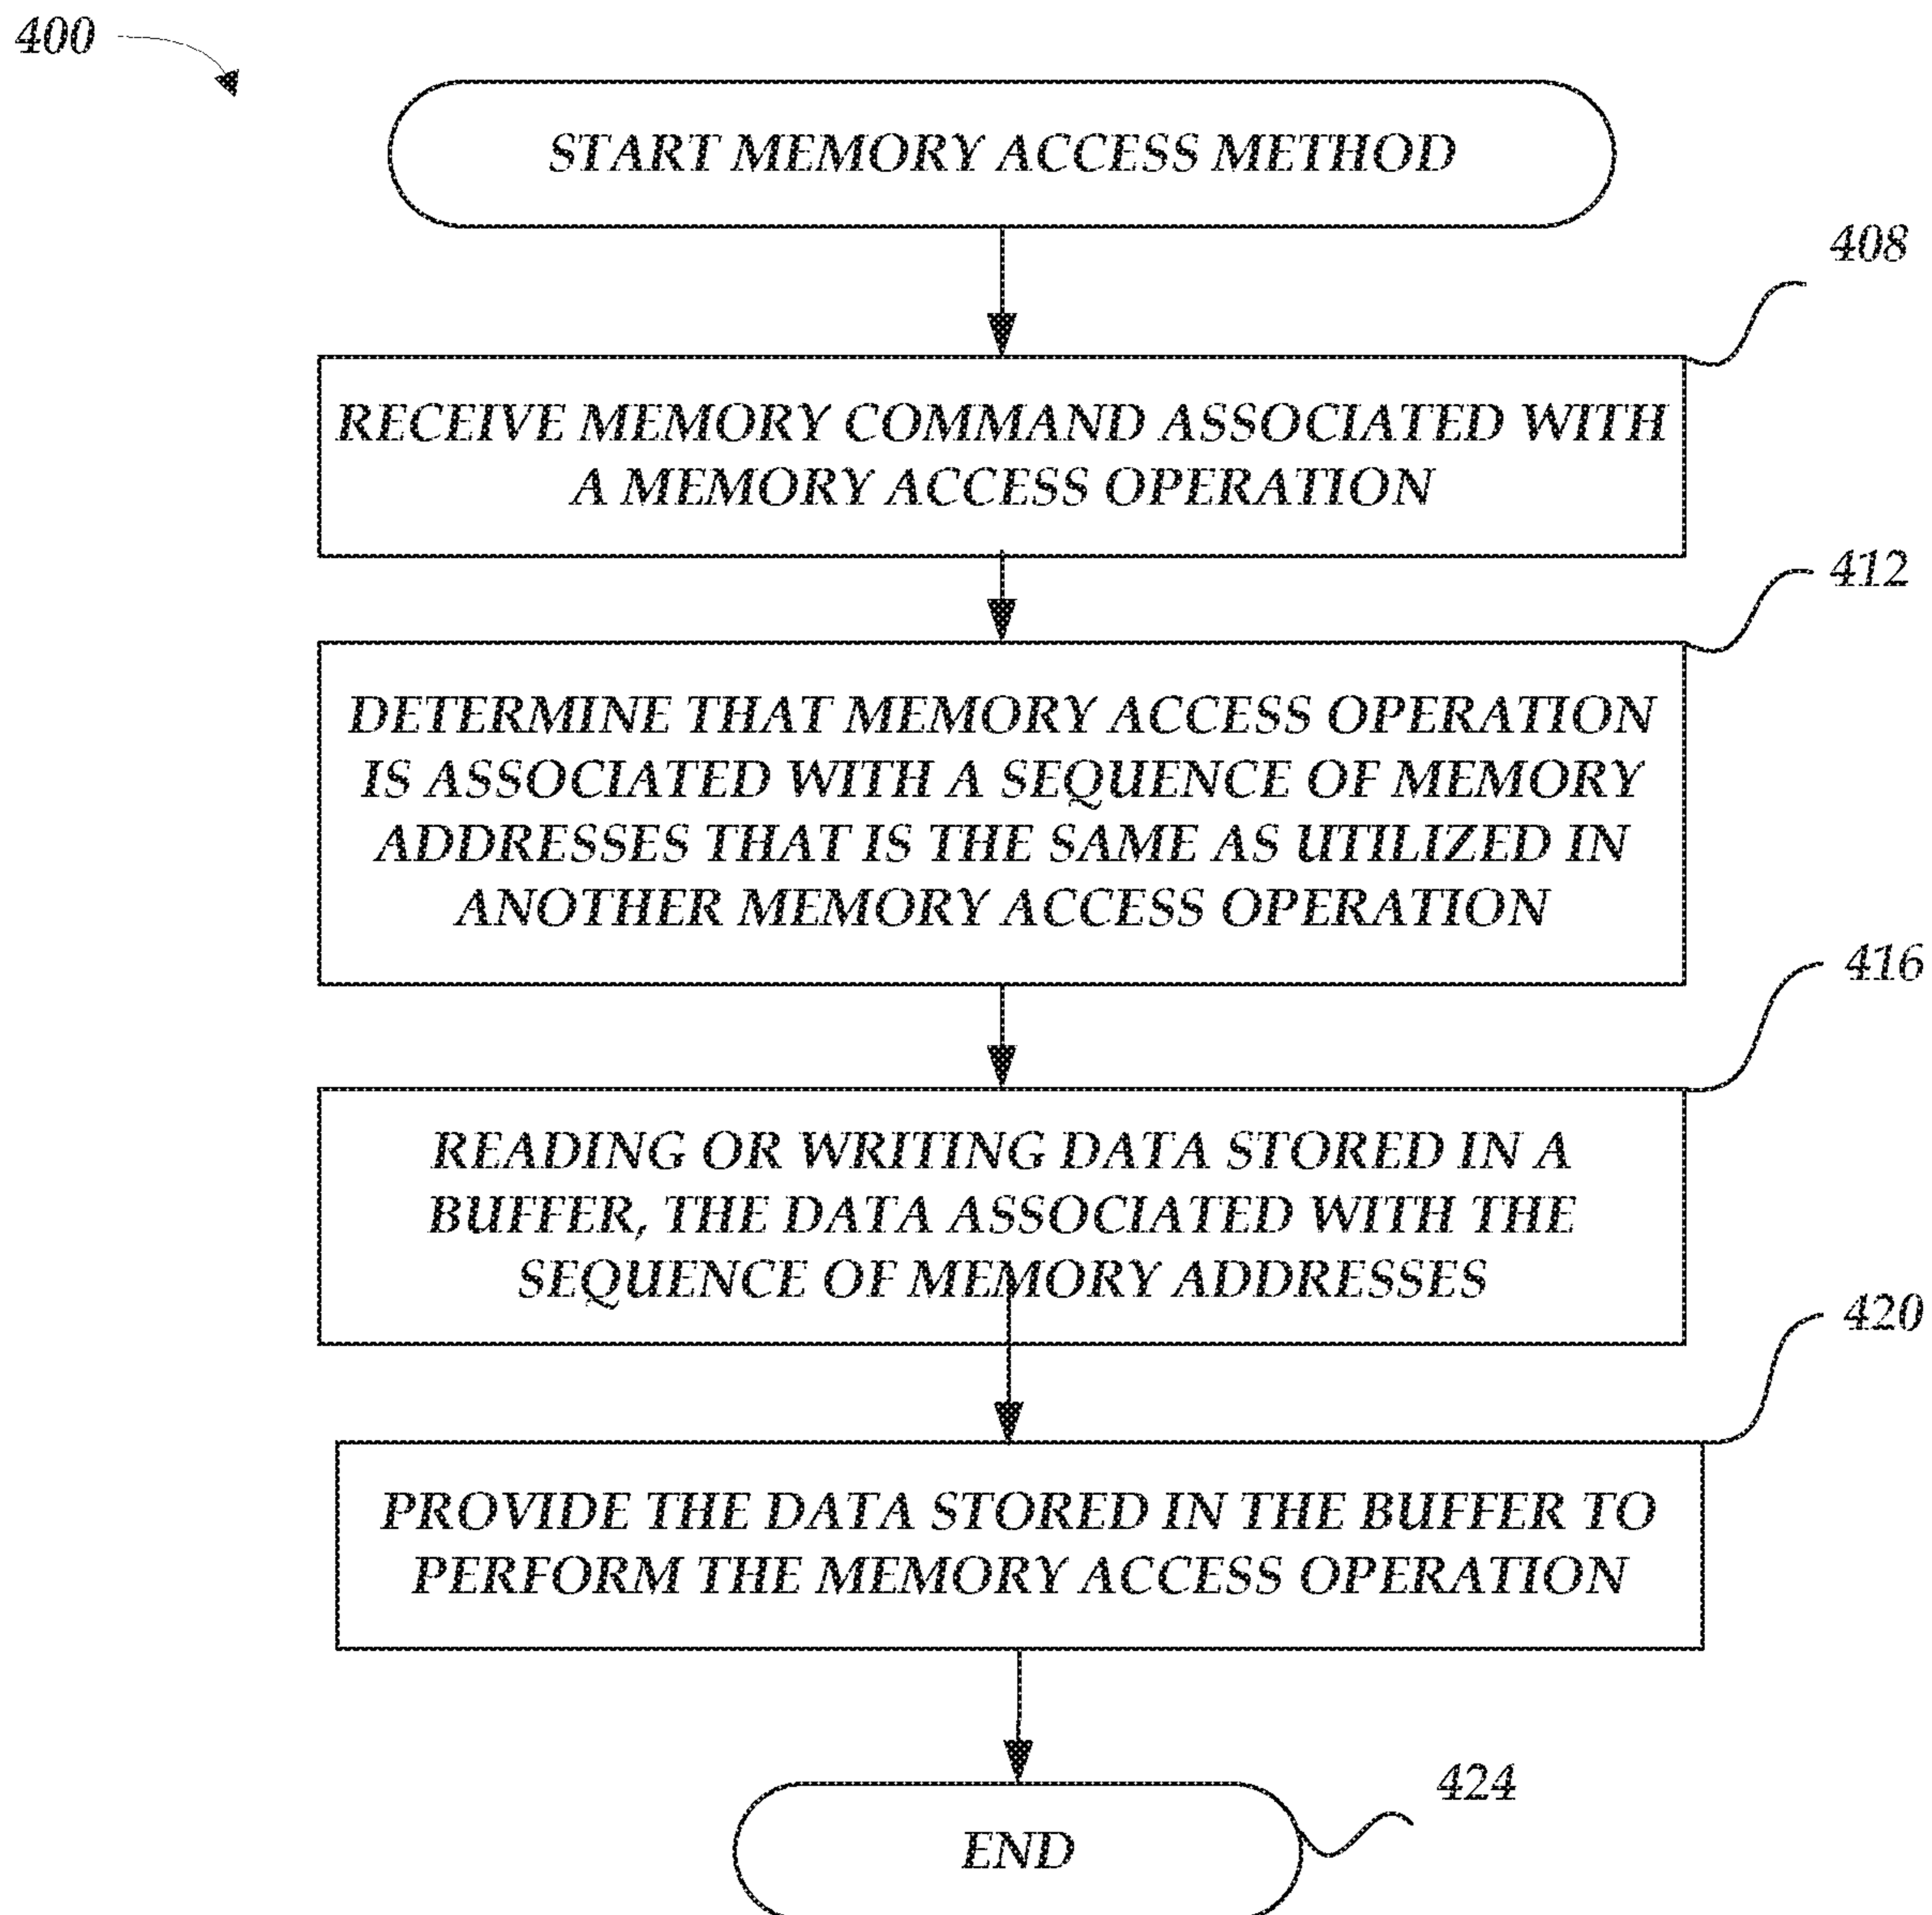 400
START MEMORY ACCESS METHOD
408
RECEIVE MEMORY COMMAND ASSOCIATED WITH
A MEMORY ACCESS OPERATION
412
DETERMINE THAT MEMORY ACCESS OPERATION
IS ASSOCIATED WITH A SEQUENCE OF MEMORY
ADDRESSES THAT IS THE SAME AS UTILIZED IN
ANOTHER MEMORY ACCESS OPERATION
416
READING OR WRITING DATA STORED IN A
BUFFER, THE DATA ASSOCIATED WITH THE
SEQUENCE OF MEMORY ADDRESSES
420
PROVIDE THE DATA STORED IN THE BUFFER TO
PERFORM THE MEMORY ACCESS OPERATION
424
END